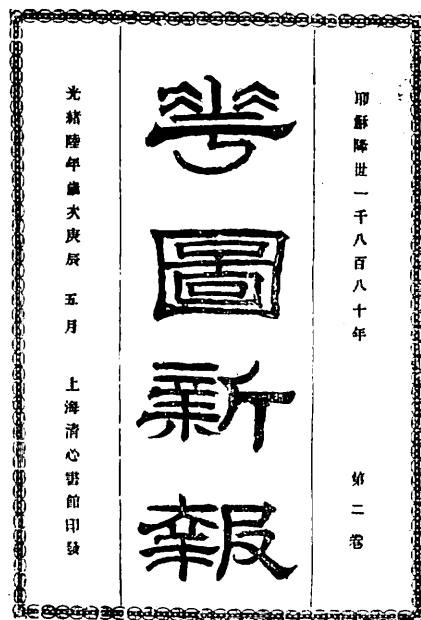 耶穌降世一千八百八十年 第二卷
花圖新報
光緒陸年歲次庚辰 五月 上海清心書館印發